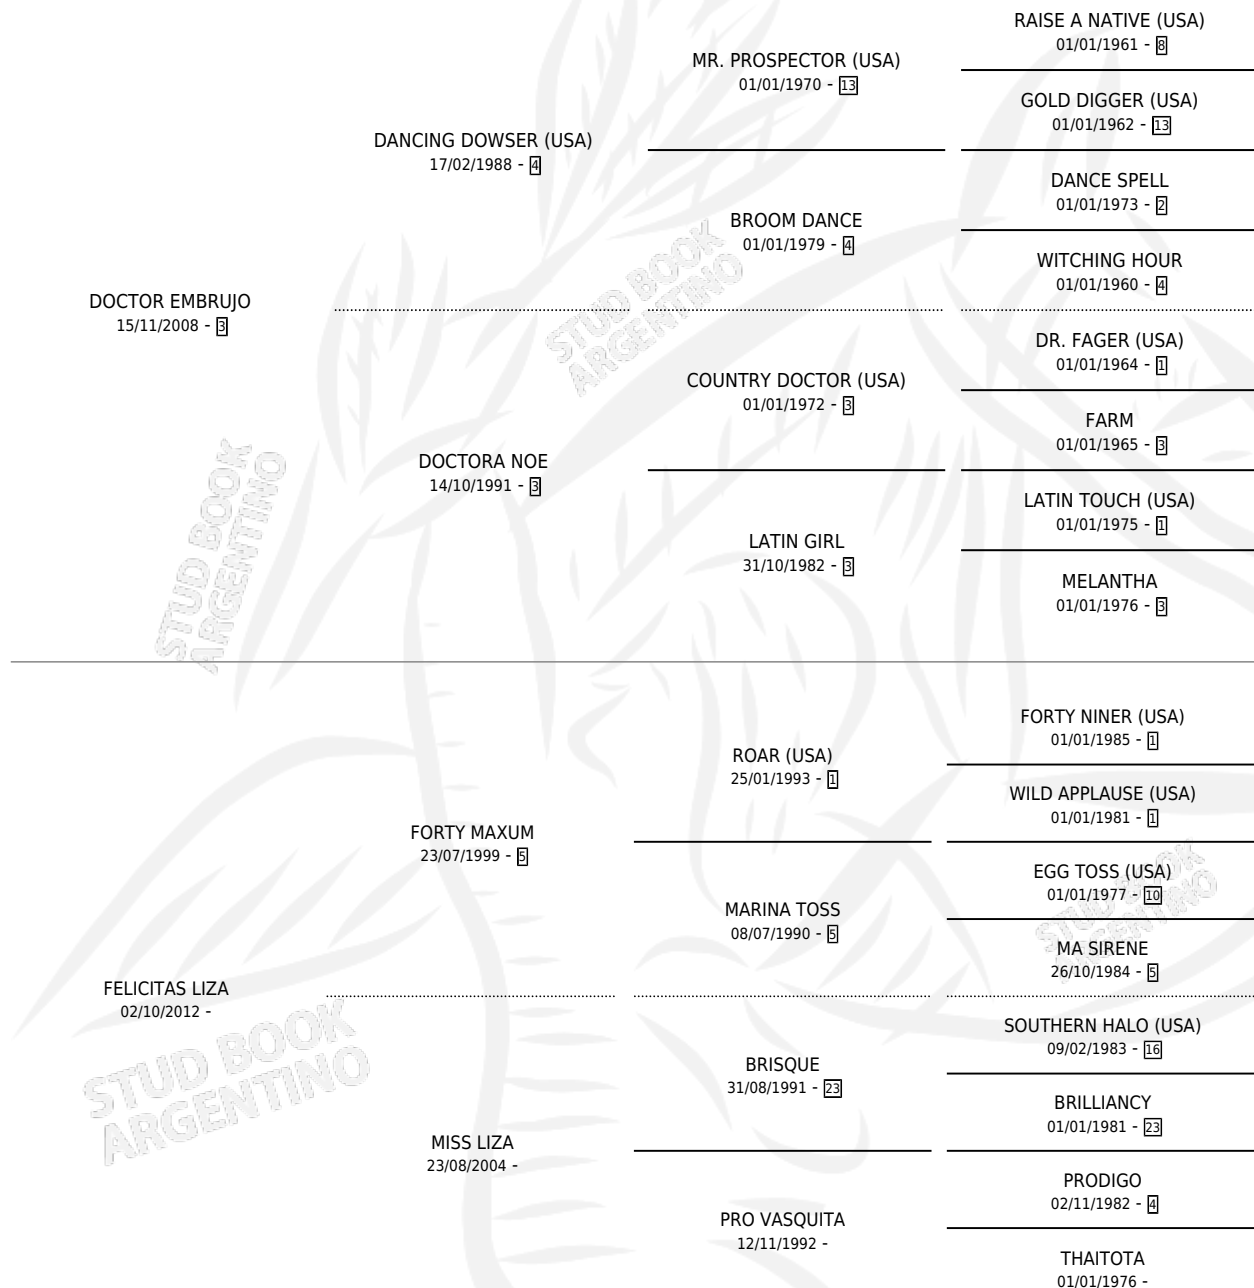 RAISE A NATIVE (USA)
01/01/1961 - 8
MR. PROSPECTOR (USA)
01/01/1970 - 13
GOLD DIGGER (USA)
01/01/1962 - 13
DANCING DOWSER (USA)
17/02/1988 - 4
DANCE SPELL
01/01/1973 - 2
BROOM DANCE
01/01/1979 - 4
WITCHING HOUR
01/01/1960 - 4
DOCTOR EMBRUJO
15/11/2008 - 3
DR. FAGER (USA)
01/01/1964 - 1
COUNTRY DOCTOR (USA)
01/01/1972 - 3
FARM
01/01/1965 - 3
DOCTORA NOE
14/10/1991 - 3
LATIN TOUCH (USA)
01/01/1975 - 1
LATIN GIRL
31/10/1982 - 3
MELANTHA
01/01/1976 - 3
STUD BOOK
ARGENTINO
STUD BOOK
ARGENTINO
FORTY NINER (USA)
01/01/1985 - 1
ROAR (USA)
25/01/1993 - 1
WILD APPLAUSE (USA)
01/01/1981 - 1
FORTY MAXUM
23/07/1999 - 5
EGG TOSS (USA)
01/01/1977 - 10
MARINA TOSS
08/07/1990 - 5
MA SIRENE
26/10/1984 - 5
FELICITAS LIZA
02/10/2012 -
SOUTHERN HALO (USA)
09/02/1983 - 16
BRISQUE
31/08/1991 - 23
BRILLIANCY
01/01/1981 - 23
MISS LIZA
23/08/2004 -
PRODIGO
02/11/1982 - 4
PRO VASQUITA
12/11/1992 -
THAITOTA
01/01/1976 -
STUD BOOK
ARGENTINO
STUD BOOK
ARGENTINO